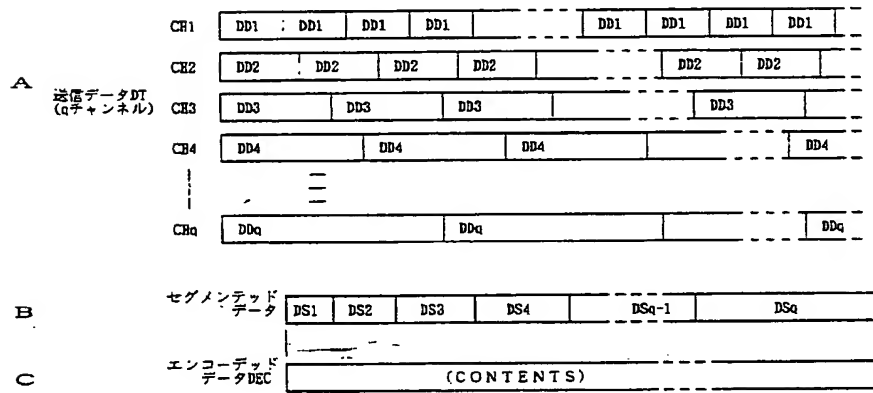 CH1 DD1 DD1 DD1 DD1 DD1 DD1 DD1 DD1
A
CH2 DD2 DD2 DD2 DD2 DD2 DD2
送信データDT
(qチャンネル)
CH3 DD3 DD3 DD3 DD3
CH4 DD4 DD4 DD4 DD4
CHq DDq DDq DDq
B
セグメンテッド
データ
DS1 DS2 DS3 DS4 DSq-1 DSq
C
エンコーデッド
データDEC
(CONTENTS)